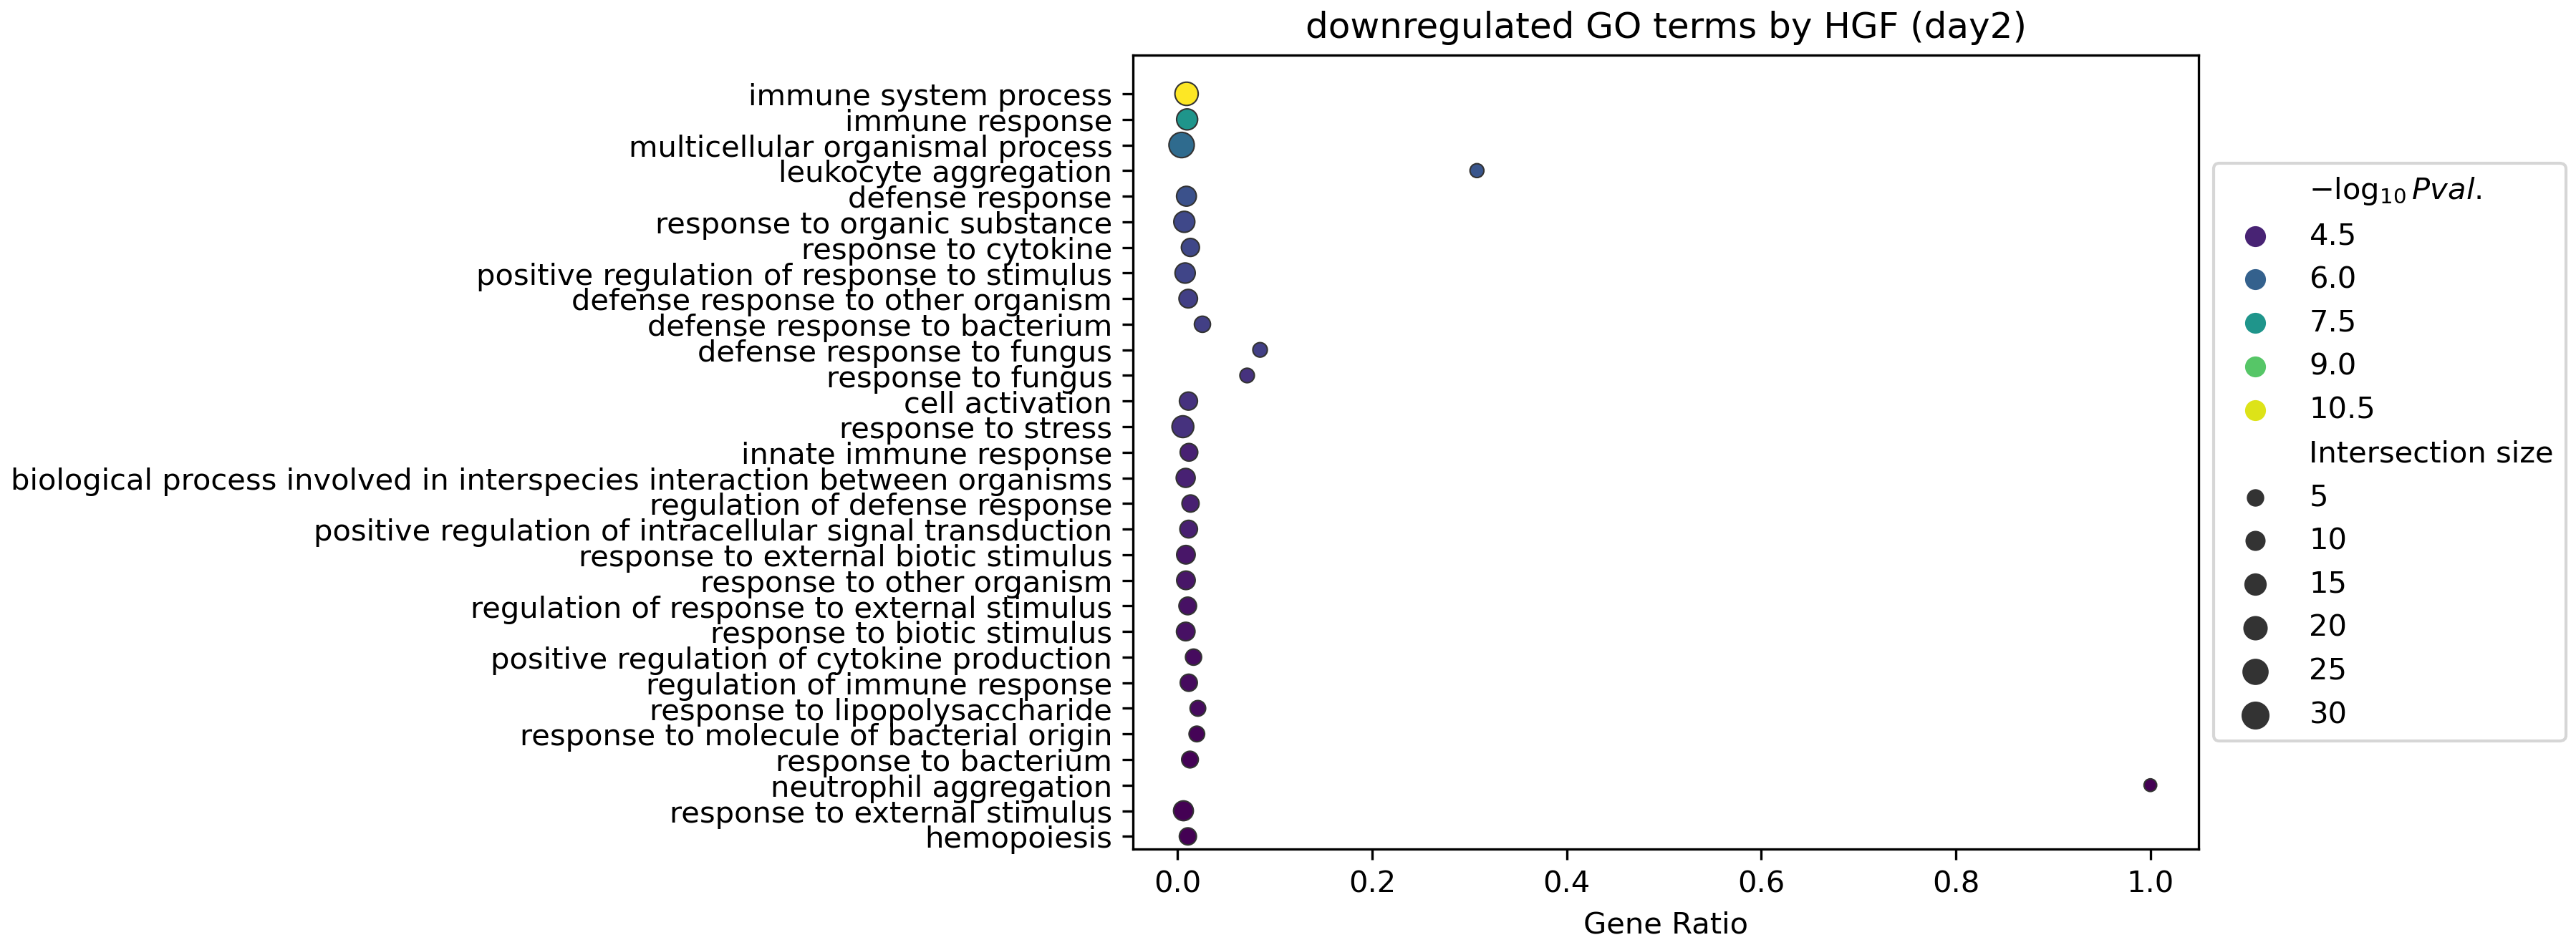 downregulated GO terms by HGF (day2)
immune system process
immune response
multicellular organismal process
leukocyte aggregation
defense response
response to organic substance
response to cytokine
positive regulation of response to stimulus
defense response to other organism
defense response to bacterium
defense response to fungus
response to fungus
cell activation
response to stress
innate immune response
biological process involved in interspecies interaction between organisms
regulation of defense response
positive regulation of intracellular signal transduction
response to external biotic stimulus
response to other organism
regulation of response to external stimulus
response to biotic stimulus
positive regulation of cytokine production
regulation of immune response
response to lipopolysaccharide
response to molecule of bacterial origin
response to bacterium
neutrophil aggregation
response to external stimulus
hemopoiesis
0.0 0.2 0.4 0.6 0.8 1.0
Gene Ratio
−log₁₀ Pval.
4.5
6.0
7.5
9.0
10.5
Intersection size
5
10
15
20
25
30